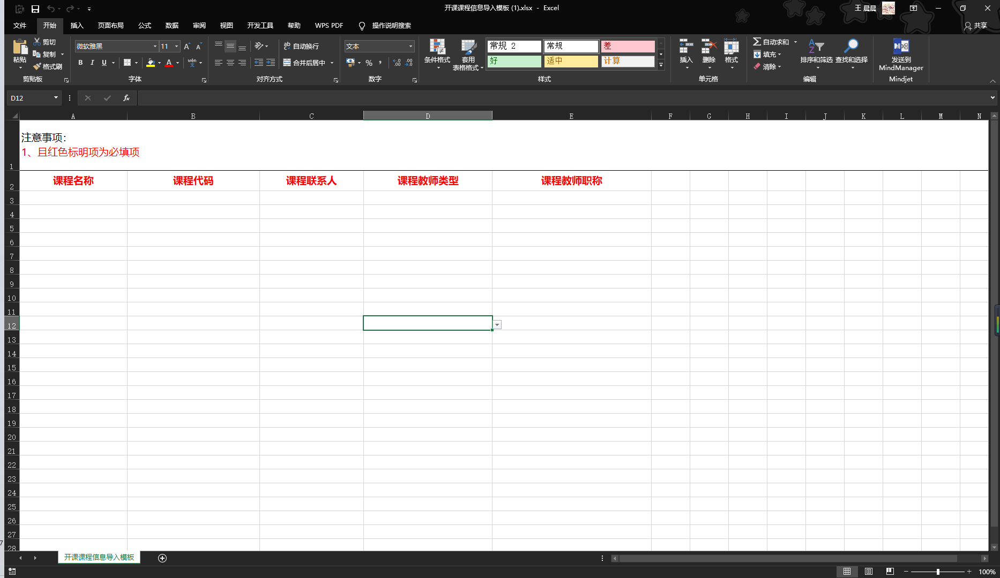 开课课程信息导入模板 (1).xlsx - Excel
王 晨晨
文件 开始 插入 页面布局 公式 数据 审阅 视图 开发工具 帮助 WPS PDF 操作说明搜索 共享
粘贴 剪切
复制
格式刷
剪贴板
微软雅黑 11
B I U
字体
自动换行
合并后居中
对齐方式
文本
数字
条件格式 套用
表格格式
常规 2 常规 差
好 适中 计算
样式
插入 删除 格式
单元格
自动求和
填充
清除
排序和筛选 查找和选择
编辑
发送到
MindManager
Mindjet
D12
fx
A B C D E F G H I J K L M N
注意事项：
1、且红色标明项为必填项
1
2 课程名称 课程代码 课程联系人 课程教师类型 课程教师职称
3
4
5
6
7
8
9
10
11
12
13
14
15
16
17
18
19
20
21
22
23
24
25
26
27
28
开课课程信息导入模板
100%